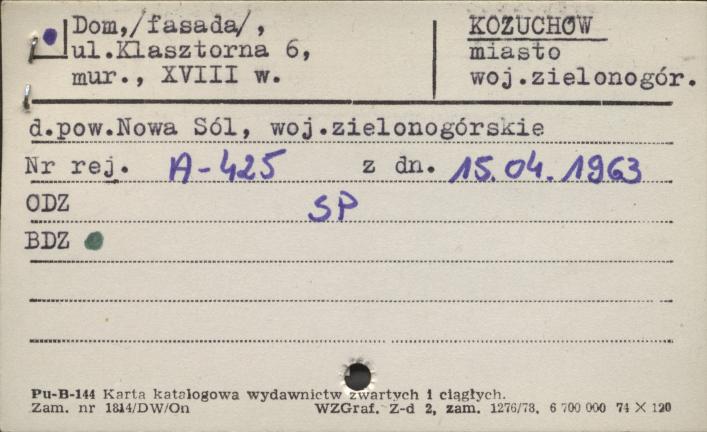 Dom,/fasada/,
ul.Klasztorna 6,
mur., XVIII w.
KOŻUCHÓW
miasto
woj.zielonogór.
d.pow.Nowa Sól, woj.zielonogórskie
Nr rej. A-425 z dn. 15.04.1963
ODZ SP
BDZ
Pu-B-144 Karta katalogowa wydawnictw zwartych i ciągłych.
Zam. nr 1814/DW/On WZGraf. Z-d 2, zam. 1276/78. 6 700 000 74 X 120